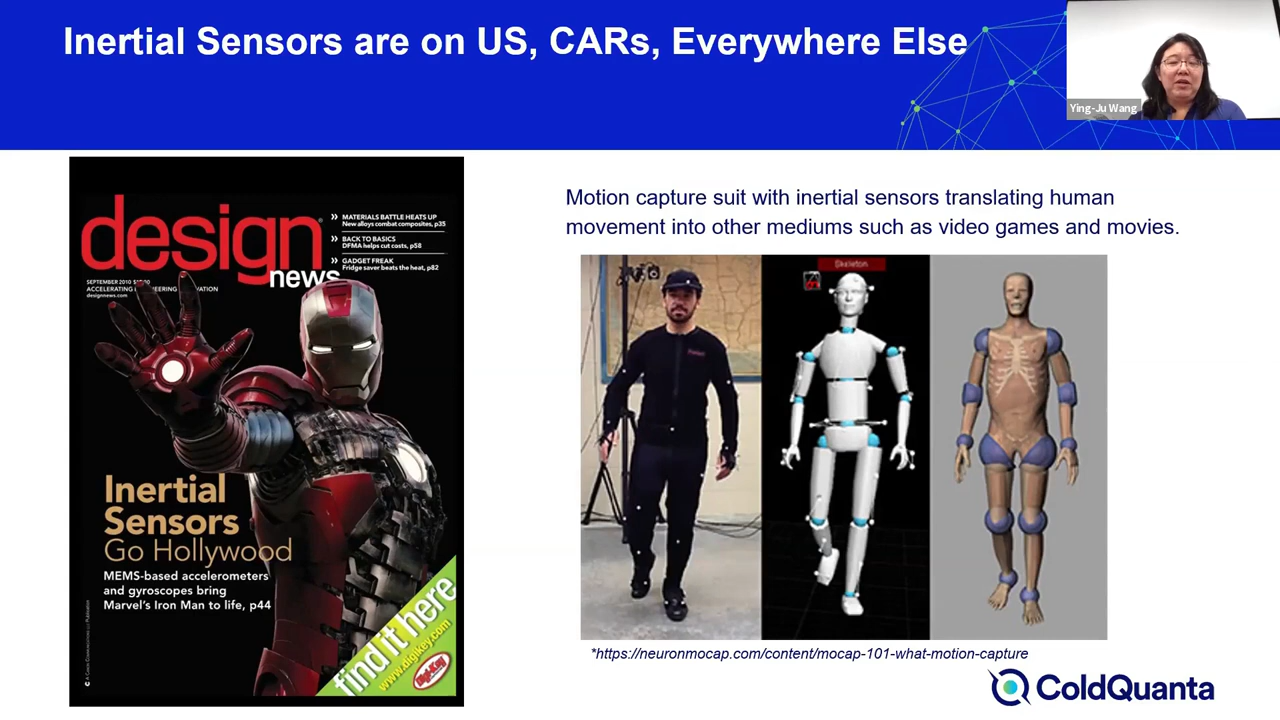 Inertial Sensors are on US, CARs, Everywhere Else
Ying-Ju Wang
design
news
SEPTEMBER 2010
designnews.com
» MATERIALS BATTLE HEATS UP
New alloys combat composites, p35
» BACK TO BASICS
DFMA helps cut costs, p58
» GADGET FREAK
Fridge saver beats the heat, p82
Inertial
Sensors
Go Hollywood
MEMS-based accelerometers
and gyroscopes bring
Marvel's Iron Man to life, p44
find it here
www.digikey.com
Digi-Key
Motion capture suit with inertial sensors translating human
movement into other mediums such as video games and movies.
Skeleton
*https://neuronmocap.com/content/mocap-101-what-motion-capture
ColdQuanta